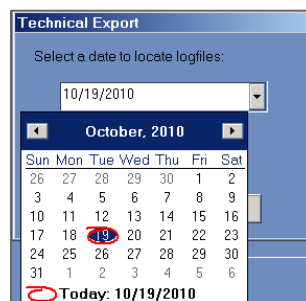 Technical Export
Select a date to locate logfiles:
10/19/2010
October, 2010
Sun Mon Tue Wed Thu Fri Sat
26 27 28 29 30 1 2
3 4 5 6 7 8 9
10 11 12 13 14 15 16
17 18 19 20 21 22 23
24 25 26 27 28 29 30
31 1 2 3 4 5 6
Today: 10/19/2010